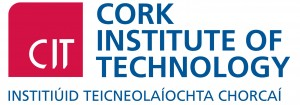 CIT
CORK
INSTITUTE OF
TECHNOLOGY
INSTITIÚID TEICNEOLAÍOCHTA CHORCAÍ